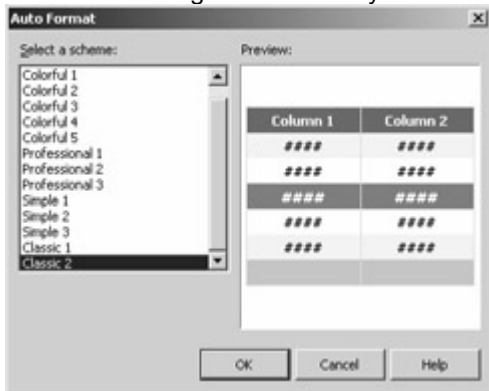 Auto Format
Select a scheme:
Preview:
Colorful 1
Colorful 2
Colorful 3
Colorful 4
Colorful 5
Professional 1
Professional 2
Professional 3
Simple 1
Simple 2
Simple 3
Classic 1
Classic 2
Column 1 Column 2
#### ####
#### ####
#### ####
#### ####
#### ####
OK Cancel Help